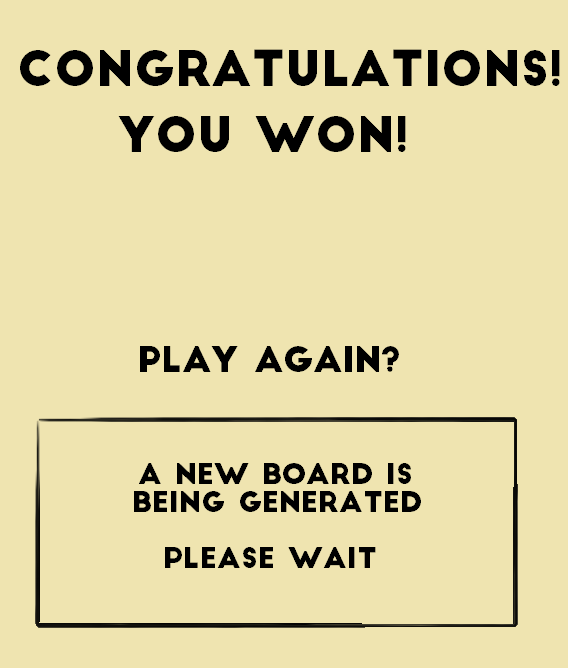 CONGRATULATIONS!
YOU WON!
PLAY AGAIN?
A NEW BOARD IS
BEING GENERATED
PLEASE WAIT